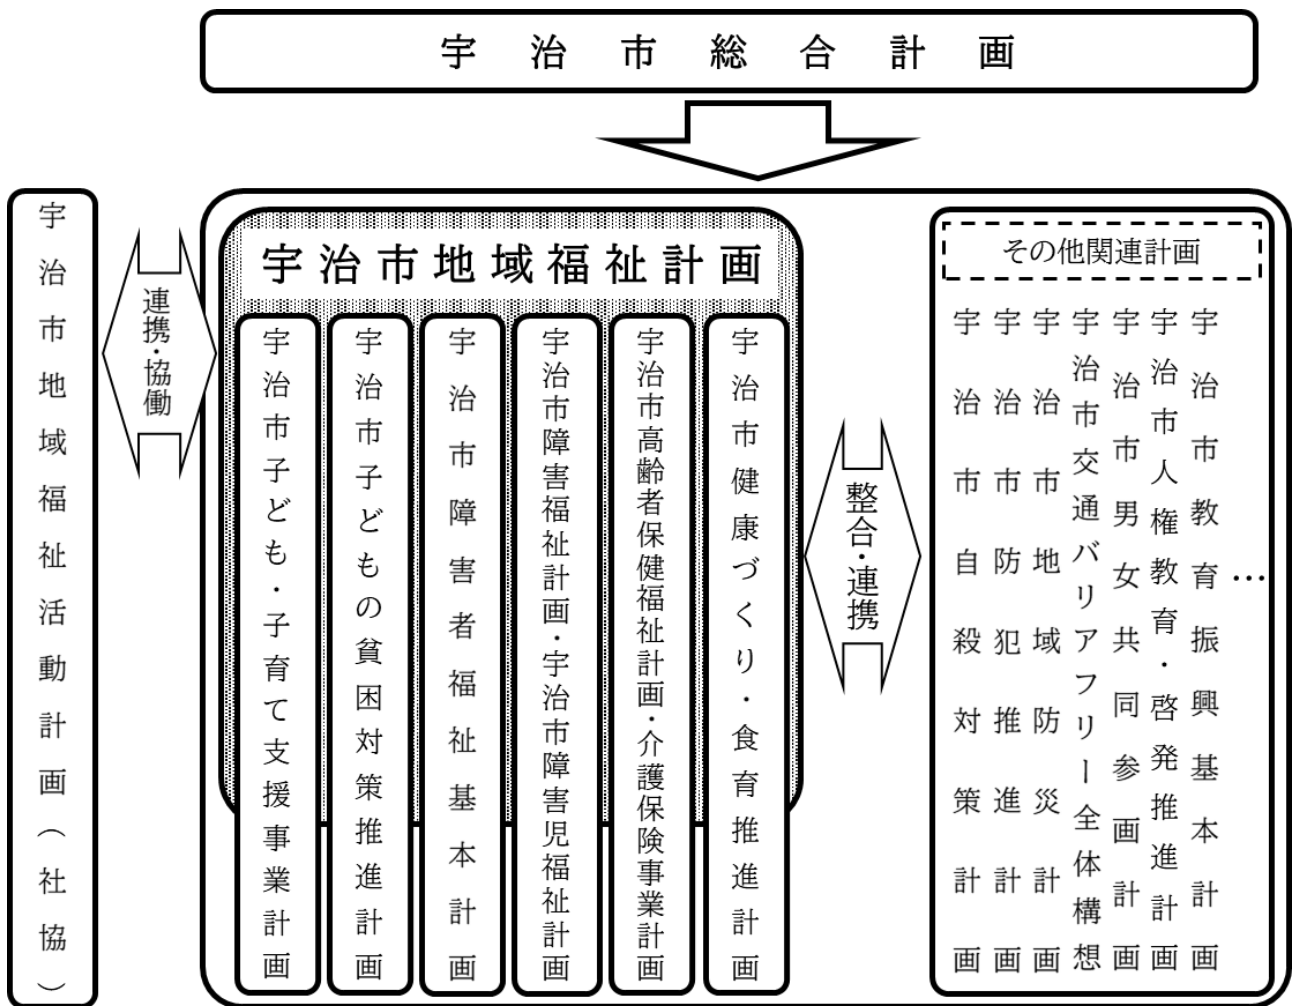 宇治市総合計画
宇治市地域福祉活動計画（社協）
連携・協働
宇治市地域福祉計画
宇治市子ども・子育て支援事業計画
宇治市子どもの貧困対策推進計画
宇治市障害者福祉基本計画
宇治市障害福祉計画・宇治市障害児福祉計画
宇治市高齢者保健福祉計画・介護保険事業計画
宇治市健康づくり・食育推進計画
整合・連携
その他関連計画
宇治市自殺対策計画
宇治市防犯推進計画
宇治市地域防災計画
宇治市交通バリアフリー全体構想
宇治市男女共同参画計画
宇治市人権教育・啓発推進計画
宇治市教育振興基本計画
…